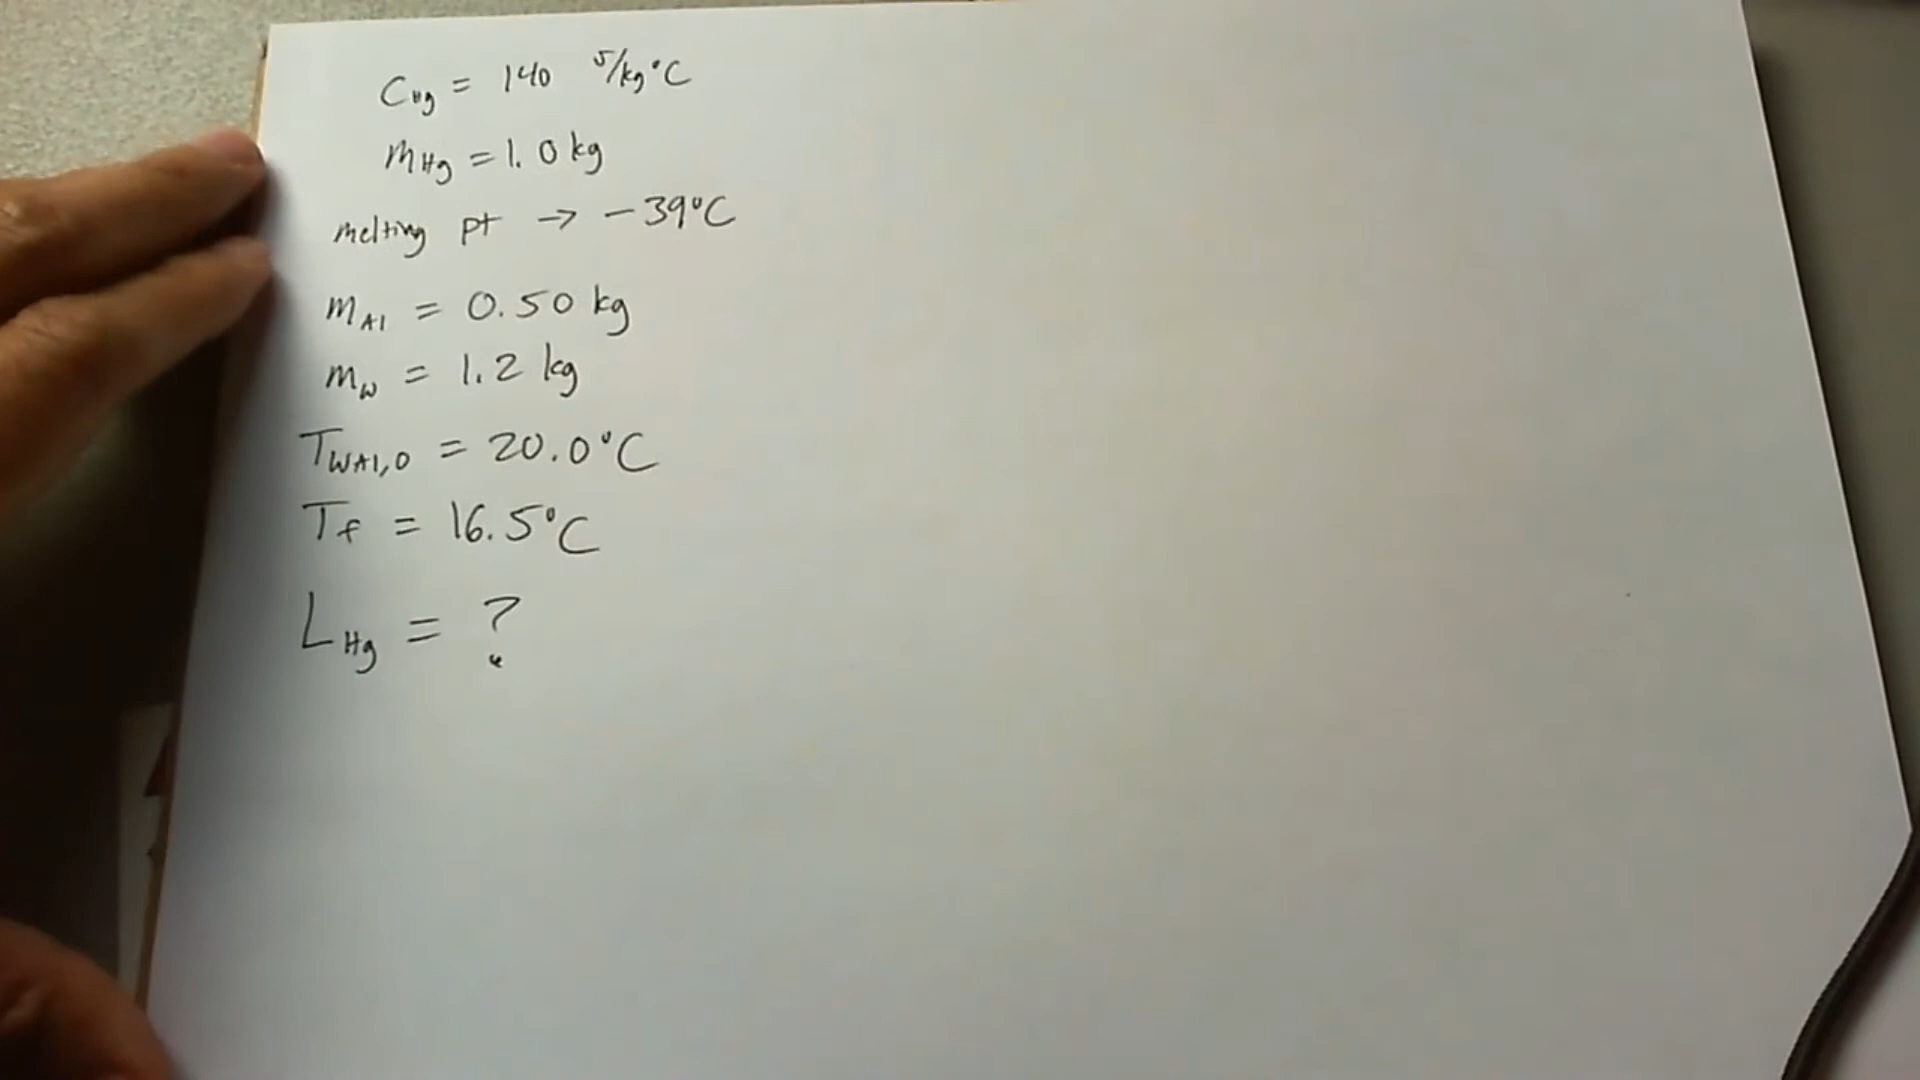 C_Hg = 140 J/kg°C
m_Hg = 1.0 kg
melting pt → -39°C
m_Al = 0.50 kg
m_w = 1.2 kg
T_WAl,0 = 20.0°C
T_f = 16.5°C
L_Hg = ?